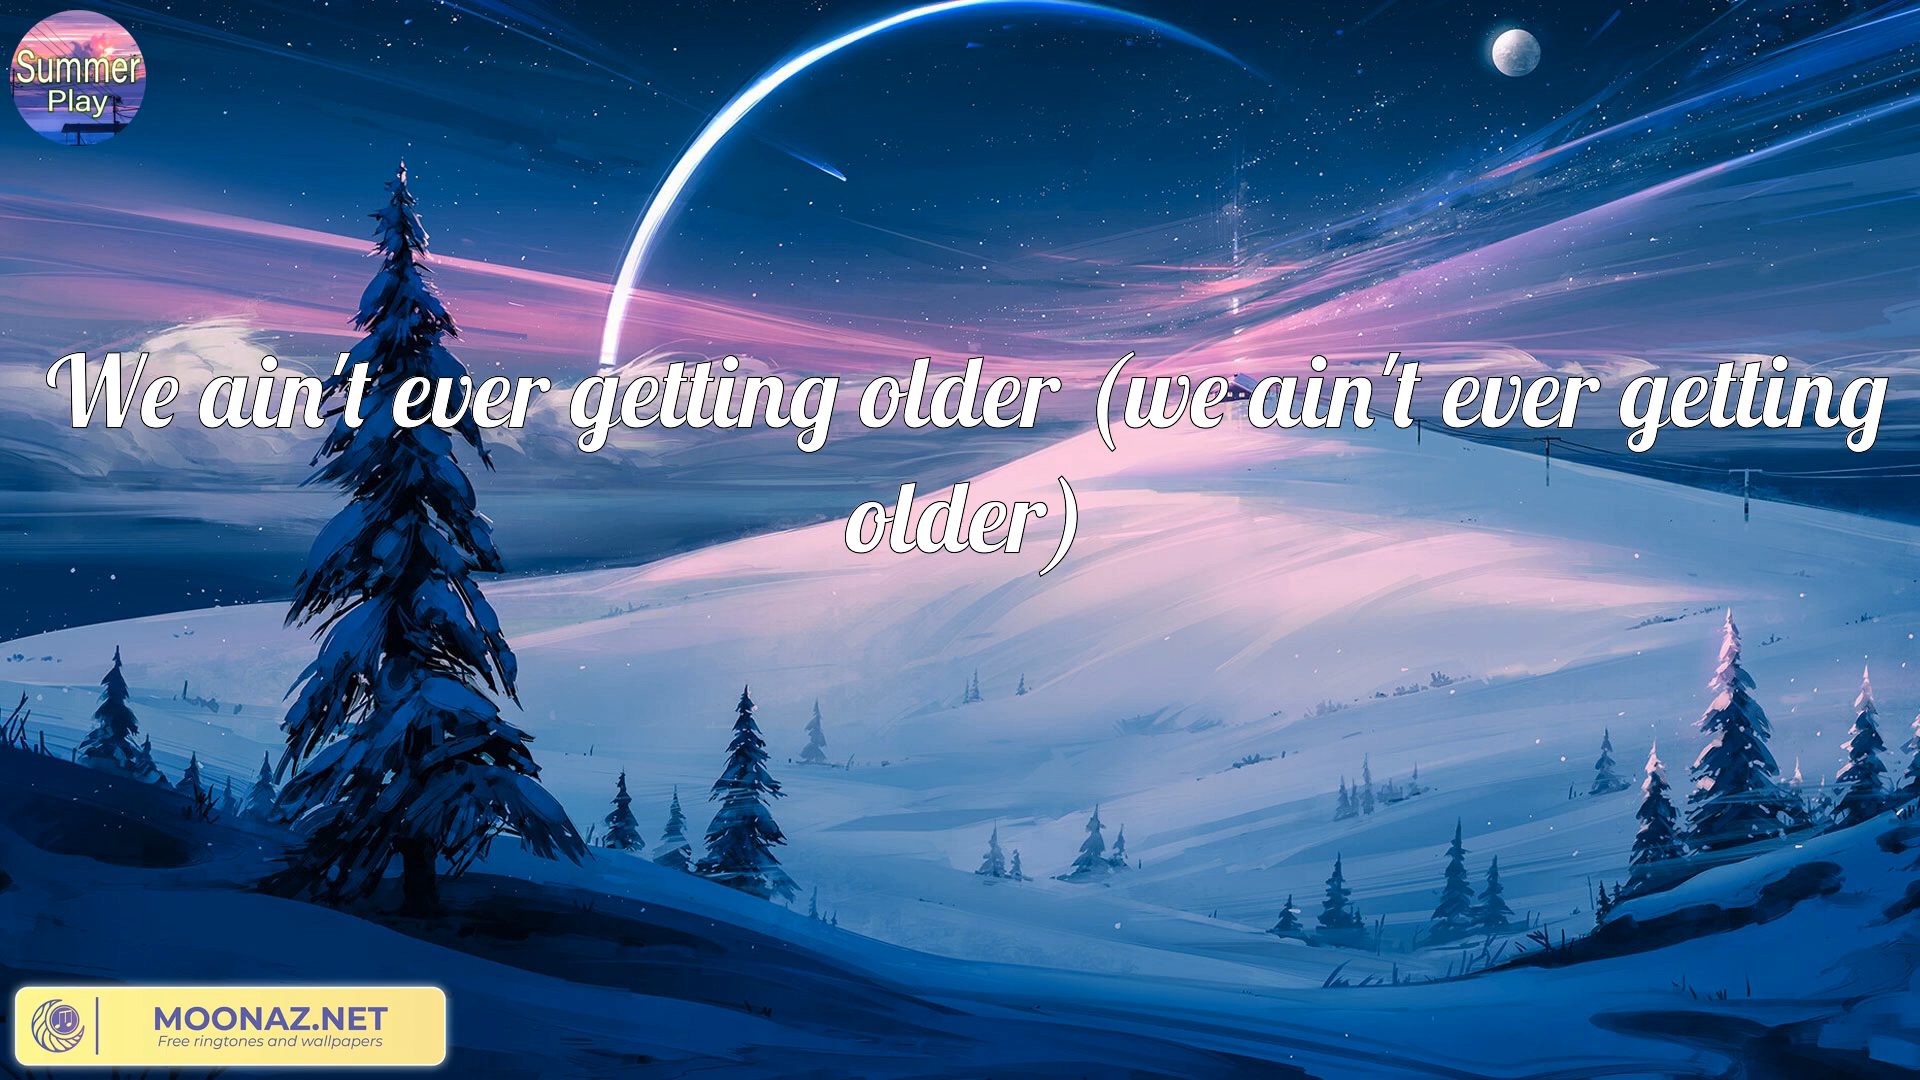 Summer
Play
We ain't ever getting older (we ain't ever getting
older)
MOONAZ.NET
Free ringtones and wallpapers